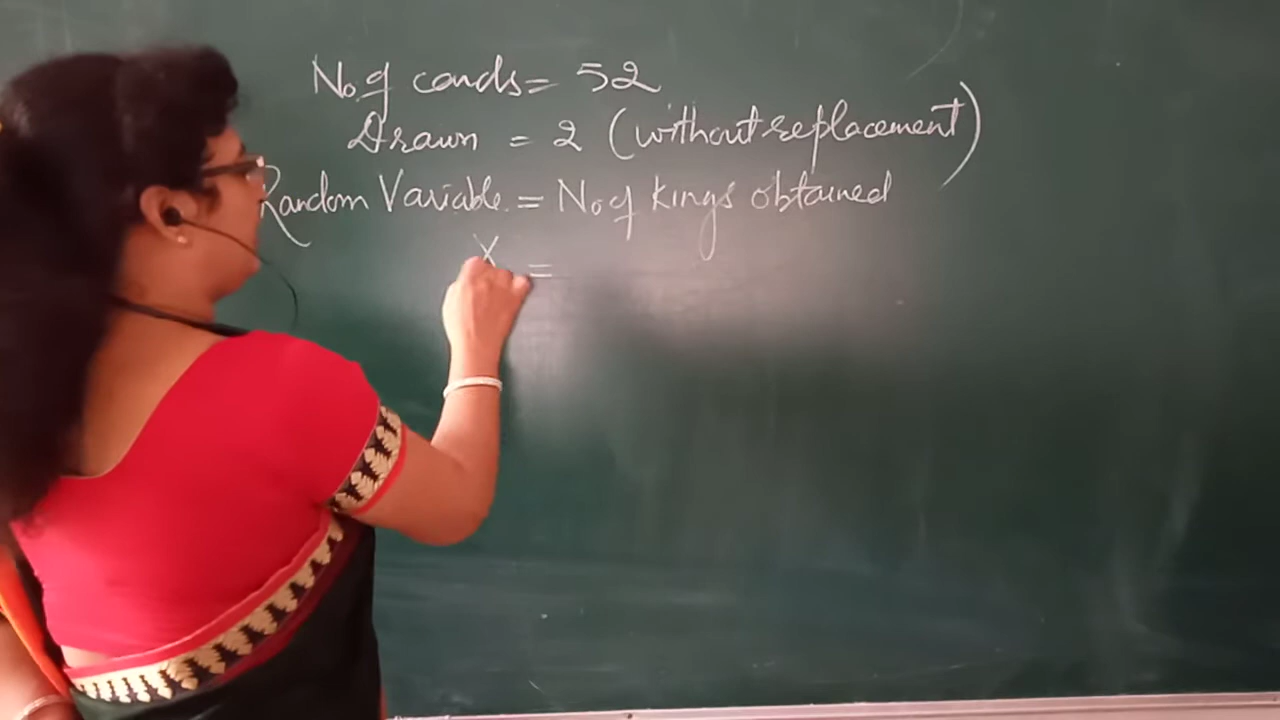 No of cards = 52
Drawn = 2 (without replacement)
Random Variable = No of kings obtained
X =